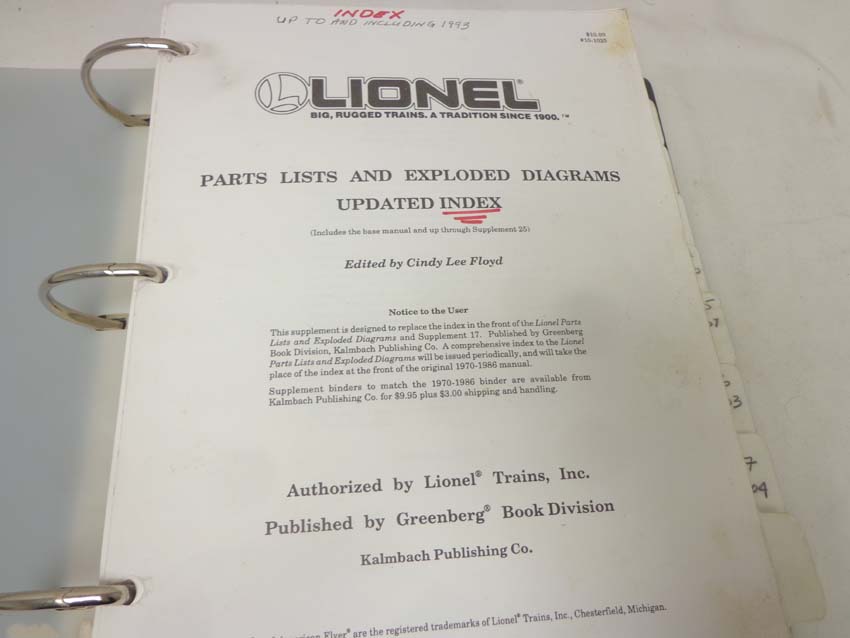 INDEX
UP TO AND INCLUDING 1993
$10.00
#10-1025
LIONEL®
BIG, RUGGED TRAINS. A TRADITION SINCE 1900.™
PARTS LISTS AND EXPLODED DIAGRAMS
UPDATED INDEX
(Includes the base manual and up through Supplement 25)
Edited by Cindy Lee Floyd
Notice to the User
This supplement is designed to replace the index in the front of the Lionel Parts
Lists and Exploded Diagrams and Supplement 17. Published by Greenberg
Book Division, Kalmbach Publishing Co. A comprehensive index to the Lionel
Parts Lists and Exploded Diagrams will be issued periodically, and will take the
place of the index at the front of the original 1970-1986 manual.
Supplement binders to match the 1970-1986 binder are available from
Kalmbach Publishing Co. for $9.95 plus $3.00 shipping and handling.
Authorized by Lionel® Trains, Inc.
Published by Greenberg® Book Division
Kalmbach Publishing Co.
Flyer® are the registered trademarks of Lionel® Trains, Inc., Chesterfield, Michigan.